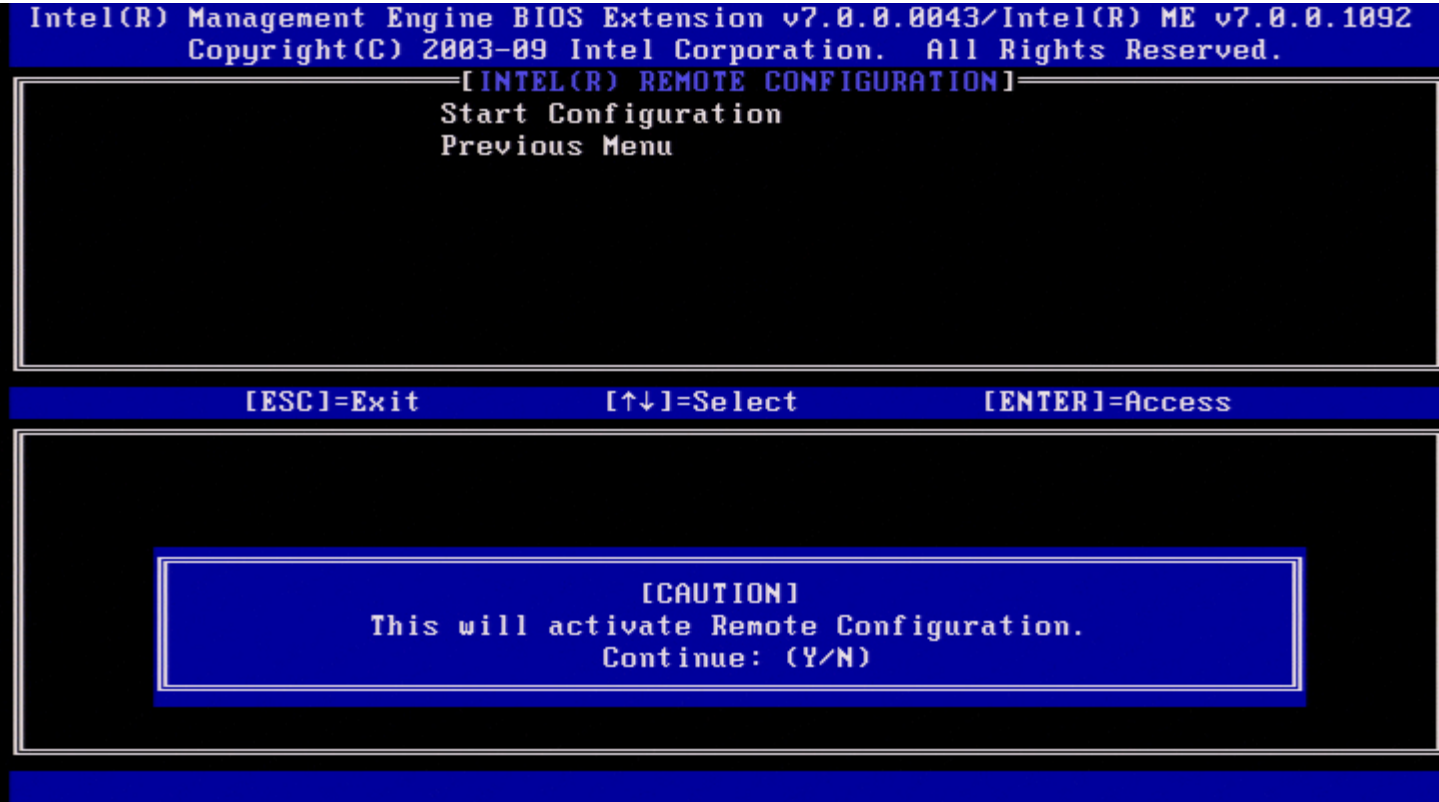 Intel(R) Management Engine BIOS Extension v7.0.0.0043/Intel(R) ME v7.0.0.1092
Copyright(C) 2003-09 Intel Corporation. All Rights Reserved.
[INTEL(R) REMOTE CONFIGURATION]
Start Configuration
Previous Menu
[ESC]=Exit [↑↓]=Select [ENTER]=Access
[CAUTION]
This will activate Remote Configuration.
Continue: (Y/N)